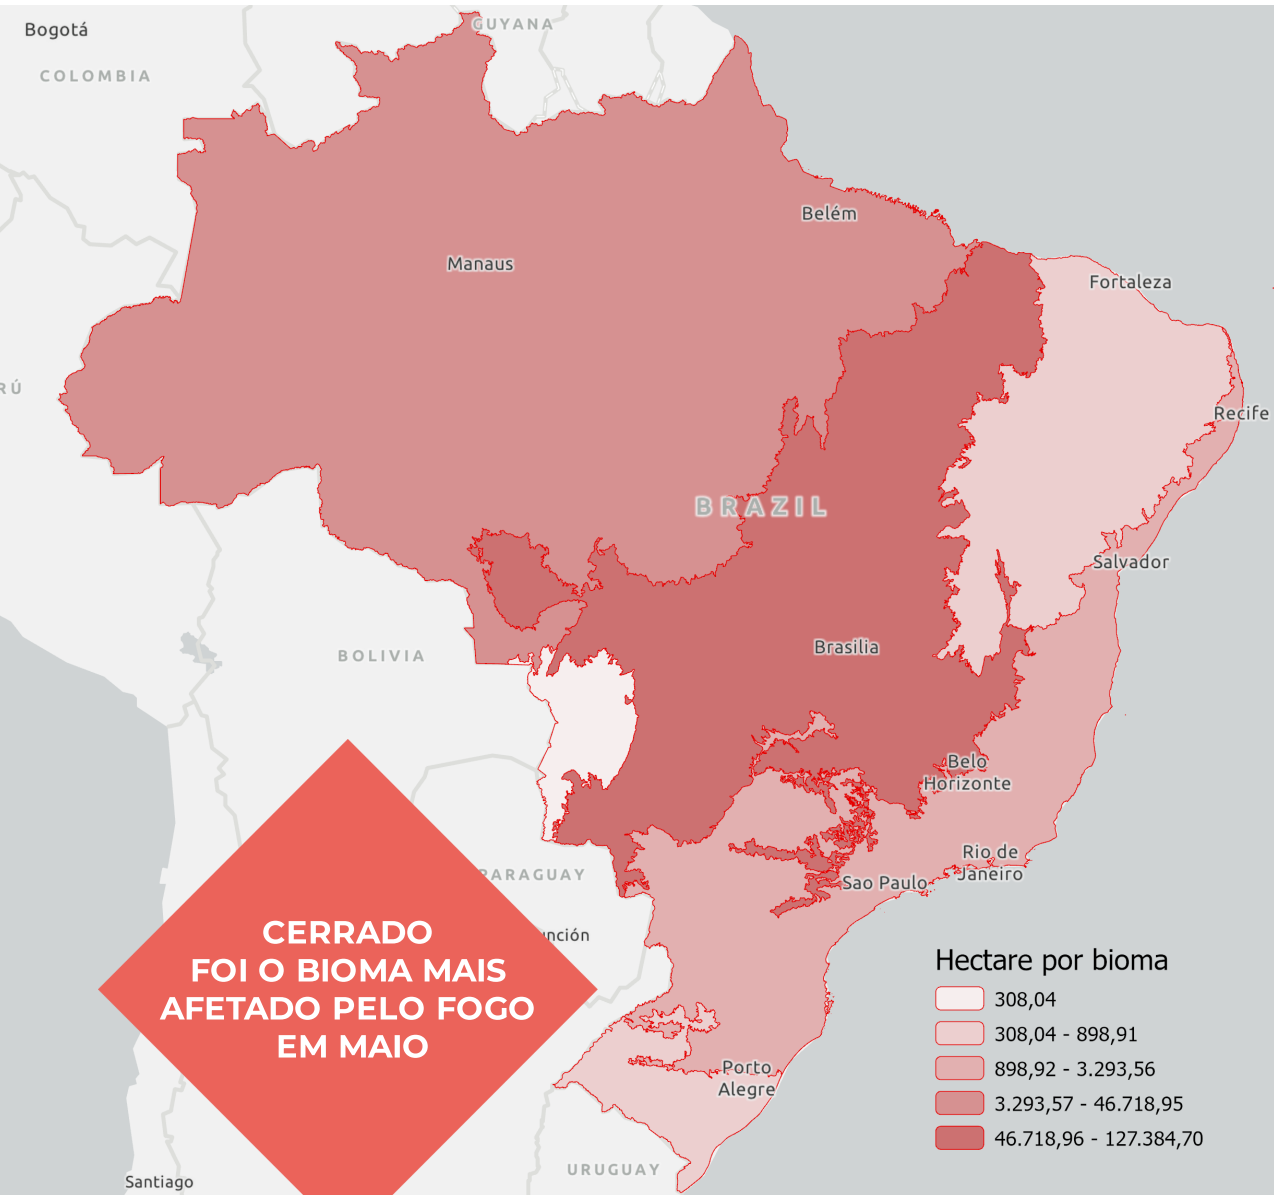 Bogotá
GUYANA
COLOMBIA
Belém
Manaus
Fortaleza
RÚ
Recife
BRAZIL
Salvador
Brasilia
BOLIVIA
Belo
Horizonte
Rio de
Janeiro
PARAGUAY
Sao Paulo
nción
CERRADO
FOI O BIOMA MAIS
AFETADO PELO FOGO
EM MAIO
Porto
Alegre
URUGUAY
Santiago
Hectare por bioma
308,04
308,04 - 898,91
898,92 - 3.293,56
3.293,57 - 46.718,95
46.718,96 - 127.384,70